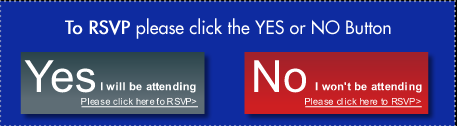 To RSVP please click the YES or NO Button
Yes I will be attending
Please click here fo RSVP>
No I won't be attending
Please click here to RSVP>